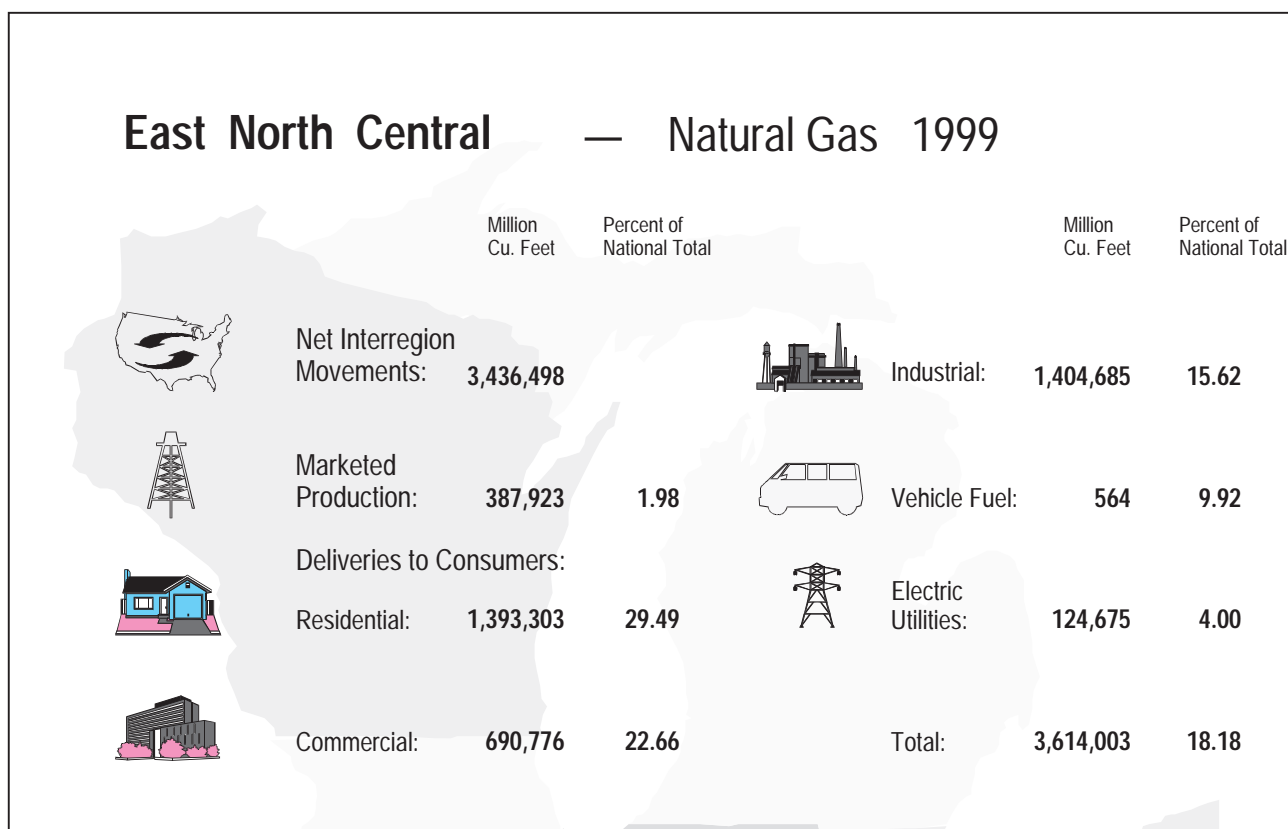 East North Central — Natural Gas 1999
Million
Cu. Feet
Percent of
National Total
Million
Cu. Feet
Percent of
National Total
Net Interregion
Movements: 3,436,498
Marketed
Production: 387,923 1.98
Deliveries to Consumers:
Residential: 1,393,303 29.49
Commercial: 690,776 22.66
Industrial: 1,404,685 15.62
Vehicle Fuel: 564 9.92
Electric
Utilities: 124,675 4.00
Total: 3,614,003 18.18